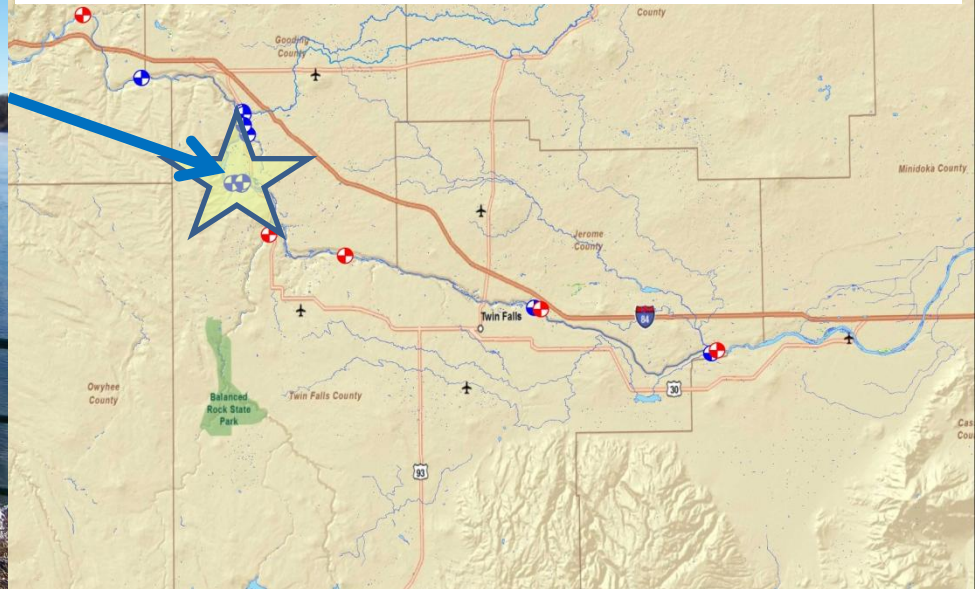 County
Gooding
County
Minidoka County
Jerome
County
Twin Falls
84
Owyhee
County
Balanced
Rock State
Park
Twin Falls County
30
Cas
Cou
93